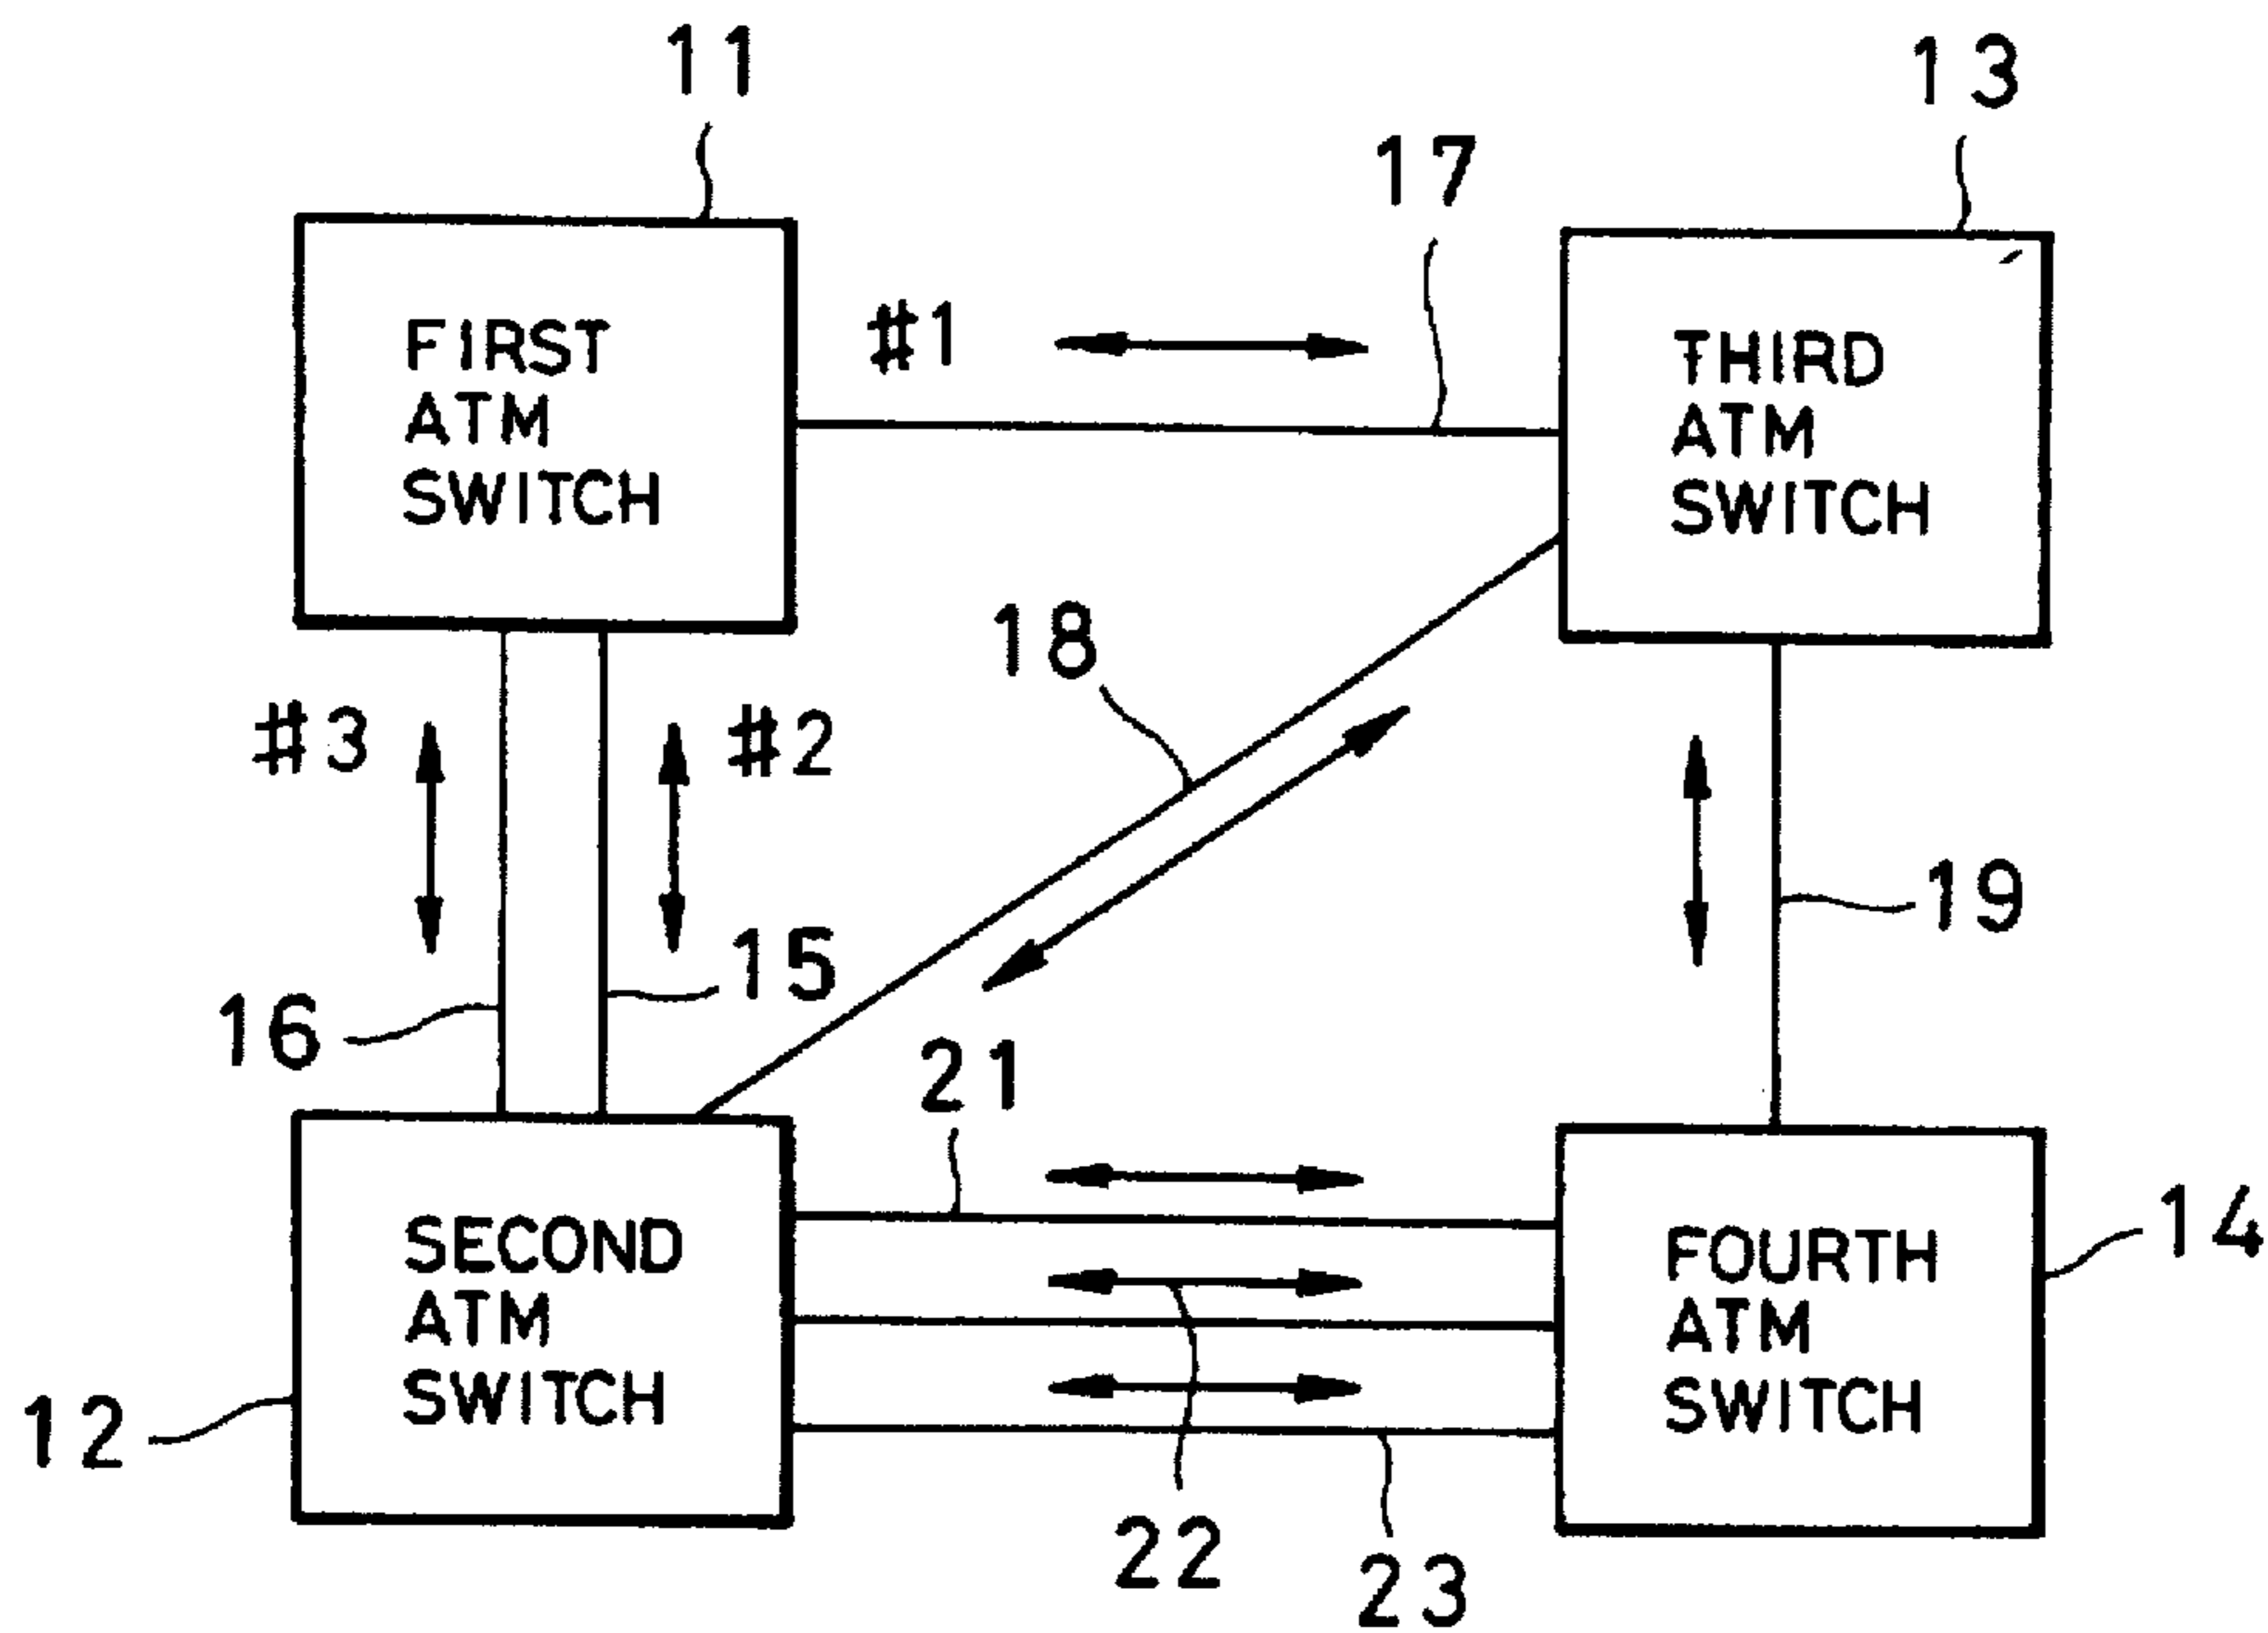 11
13
17
FIRST
ATM
SWITCH
#1
THIRD
ATM
SWITCH
18
#3
#2
19
15
16
21
SECOND
ATM
SWITCH
FOURTH
ATM
SWITCH
14
12
22
23